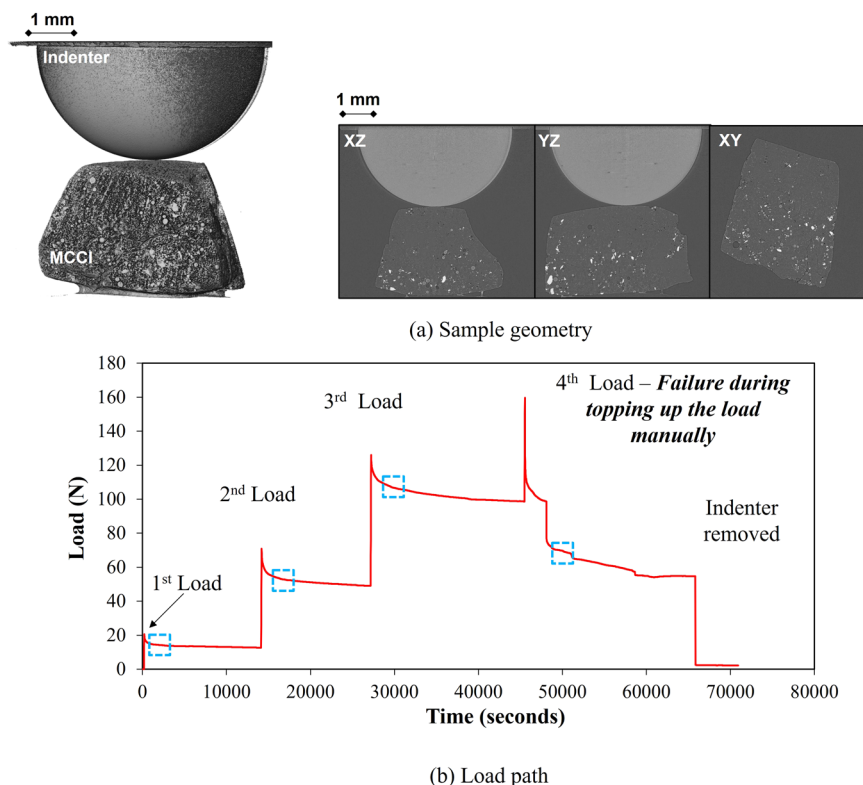 1 mm
Indenter
MCCI
1 mm
XZ
YZ
XY
(a) Sample geometry
180
160
140
120
100
80
60
40
20
0
Load (N)
1st Load
2nd Load
3rd Load
4th Load – Failure during
topping up the load
manually
Indenter
removed
0
10000
20000
30000
40000
50000
60000
70000
80000
Time (seconds)
(b) Load path